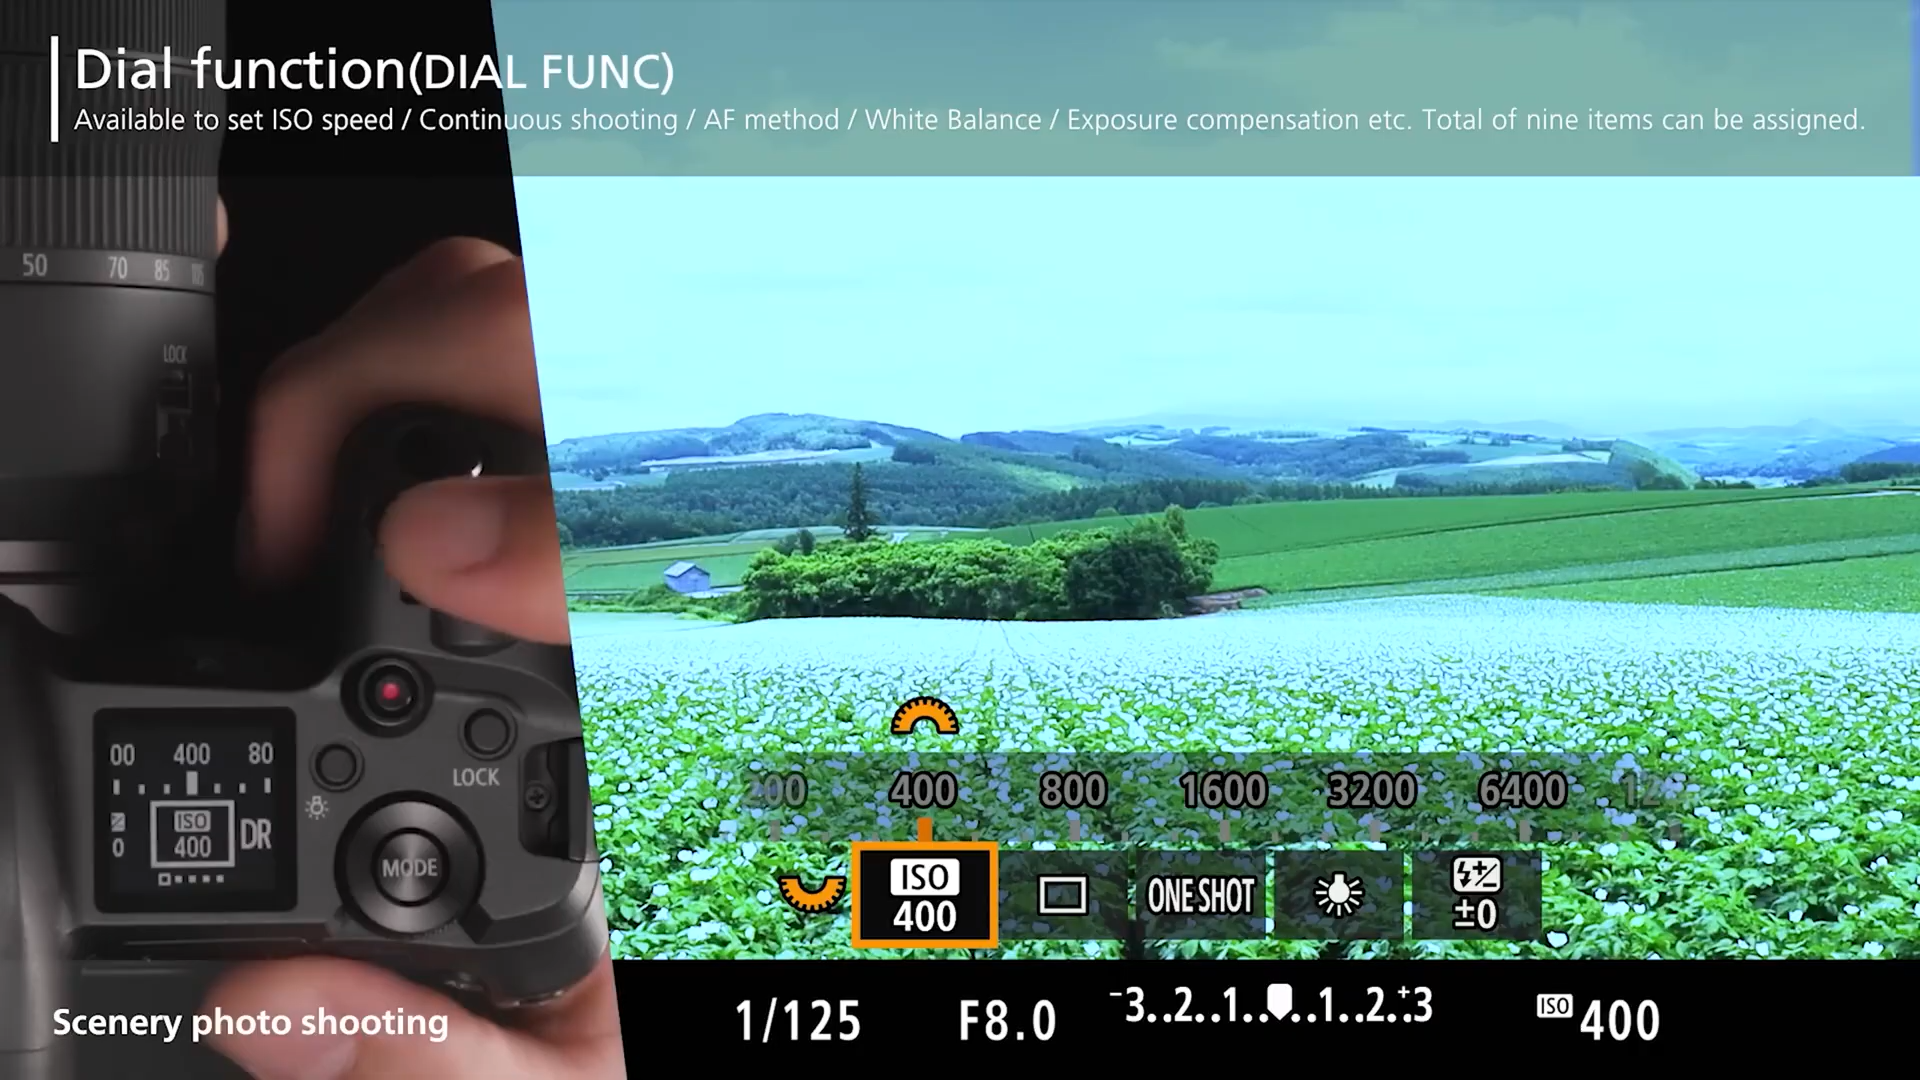 Dial function(DIAL FUNC)
Available to set ISO speed / Continuous shooting / AF method / White Balance / Exposure compensation etc. Total of nine items can be assigned.
50 70 85 105
LOCK
00 400 80
ISO
400
0
DR
LOCK
MODE
200 400 800 1600 3200 6400
ISO
400
ONE SHOT
±0
Scenery photo shooting
1/125 F8.0 -3..2..1....1..2..+3 ISO 400